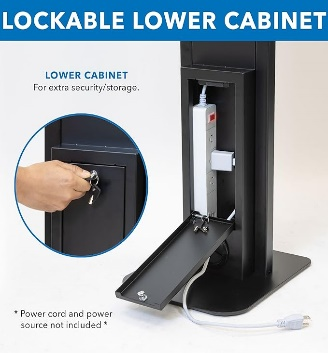 LOCKABLE LOWER CABINET
LOWER CABINET
For extra security/storage.
* Power cord and power
source not included *